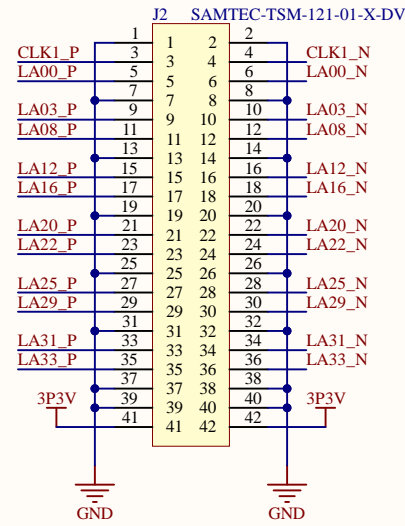 J2 SAMTEC-TSM-121-01-X-DV
1 1 2 2
CLK1_P 3 3 4 4 CLK1_N
LA00_P 5 5 6 6 LA00_N
7 7 8 8
LA03_P 9 9 10 10 LA03_N
LA08_P 11 11 12 12 LA08_N
13 13 14 14
LA12_P 15 15 16 16 LA12_N
LA16_P 17 17 18 18 LA16_N
19 19 20 20
LA20_P 21 21 22 22 LA20_N
LA22_P 23 23 24 24 LA22_N
25 25 26 26
LA25_P 27 27 28 28 LA25_N
LA29_P 29 29 30 30 LA29_N
31 31 32 32
LA31_P 33 33 34 34 LA31_N
LA33_P 35 35 36 36 LA33_N
37 37 38 38
3P3V 39 39 40 40 3P3V
41 41 42 42
GND GND